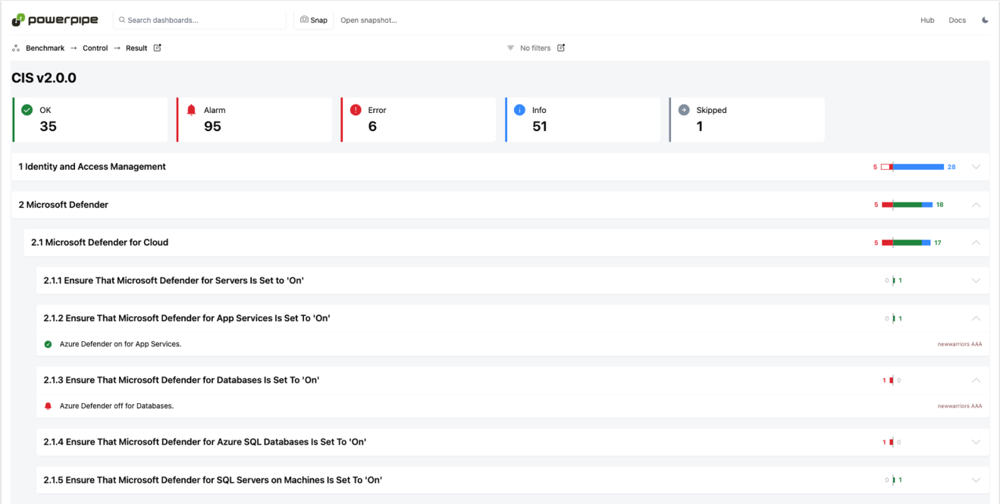 powerpipe
Search dashboards...
Snap
Open snapshot...
Hub
Docs
Benchmark → Control → Result
No filters
CIS v2.0.0
OK
35
Alarm
95
Error
6
Info
51
Skipped
1
1 Identity and Access Management
5 28
2 Microsoft Defender
5 18
2.1 Microsoft Defender for Cloud
5 17
2.1.1 Ensure That Microsoft Defender for Servers Is Set to 'On'
0 1
2.1.2 Ensure That Microsoft Defender for App Services Is Set To 'On'
0 1
Azure Defender on for App Services.
newwarriors AAA
2.1.3 Ensure That Microsoft Defender for Databases Is Set To 'On'
1 0
Azure Defender off for Databases.
newwarriors AAA
2.1.4 Ensure That Microsoft Defender for Azure SQL Databases Is Set To 'On'
1 0
2.1.5 Ensure That Microsoft Defender for SQL Servers on Machines Is Set To 'On'
0 1